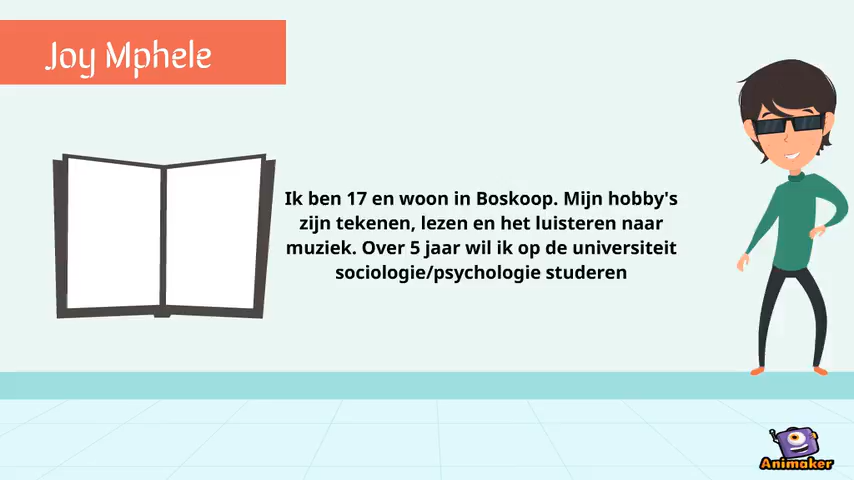 Joy Mphele
Ik ben 17 en woon in Boskoop. Mijn hobby's
zijn tekenen, lezen en het luisteren naar
muziek. Over 5 jaar wil ik op de universiteit
sociologie/psychologie studeren
Animaker